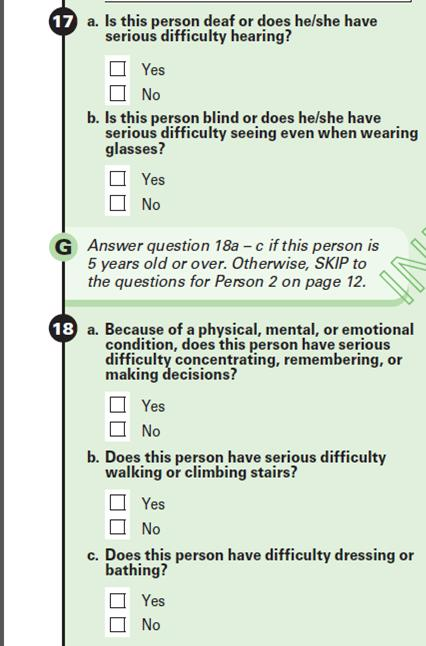 17 a. Is this person deaf or does he/she have
serious difficulty hearing?
Yes
No
b. Is this person blind or does he/she have
serious difficulty seeing even when wearing
glasses?
Yes
No
G Answer question 18a – c if this person is
5 years old or over. Otherwise, SKIP to
the questions for Person 2 on page 12.
18 a. Because of a physical, mental, or emotional
condition, does this person have serious
difficulty concentrating, remembering, or
making decisions?
Yes
No
b. Does this person have serious difficulty
walking or climbing stairs?
Yes
No
c. Does this person have difficulty dressing or
bathing?
Yes
No